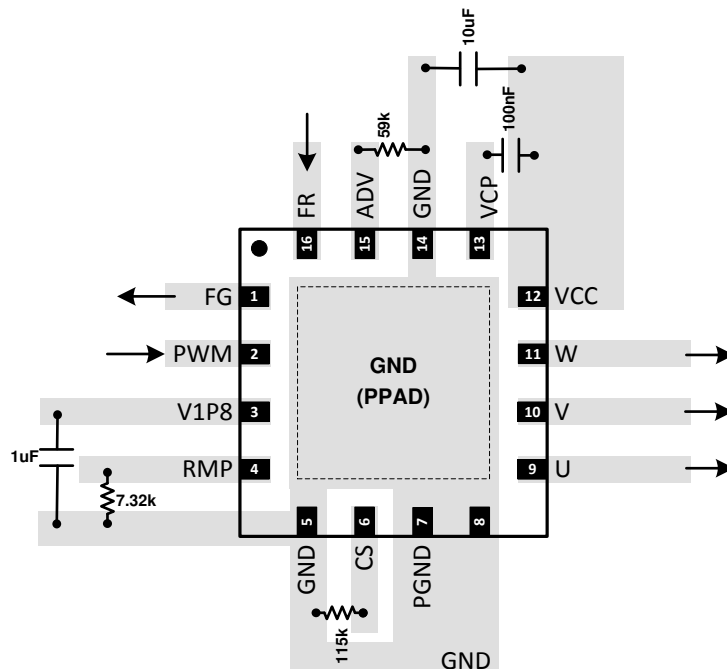 10uF
100nF
59k
FR
ADV
GND
VCP
16
15
14
13
FG
1
12
VCC
PWM
2
11
W
GND
(PPAD)
V1P8
3
10
V
1uF
RMP
4
9
U
7.32k
5
6
7
8
GND
CS
PGND
115k
GND